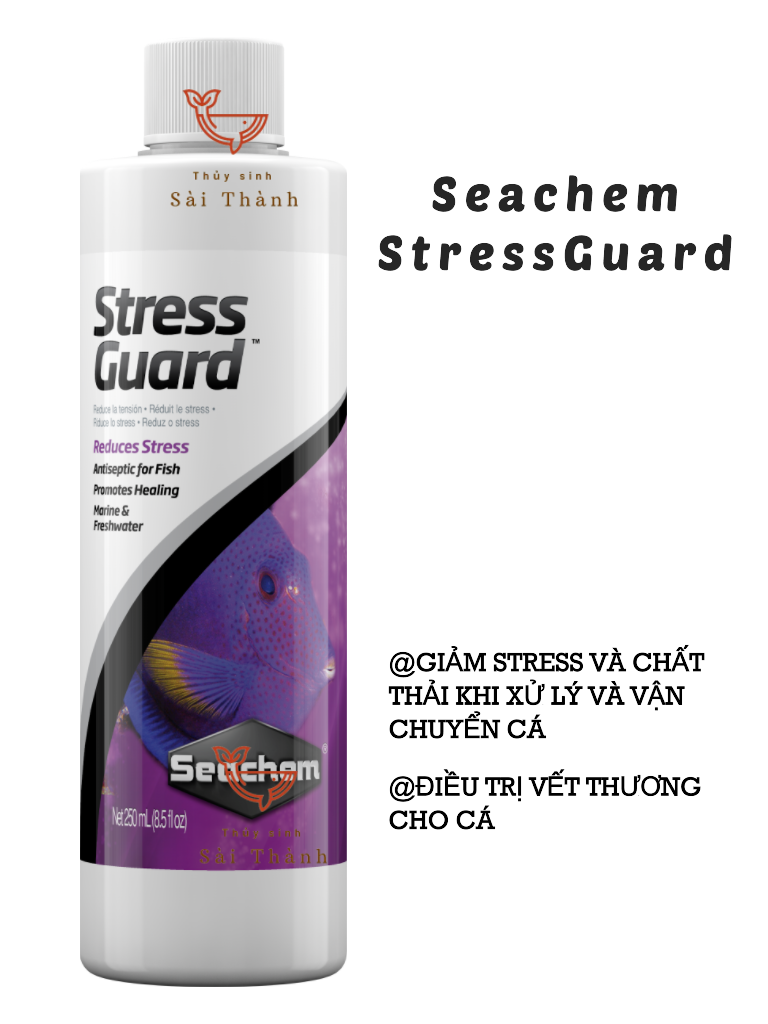 Thủy sinh
Sài Thành
Seachem
StressGuard
Stress
Guard™
Reduce la tensión • Réduit le stress •
Riduce lo stress • Reduz o stress
Reduces Stress
Antiseptic for Fish
Promotes Healing
Marine &
Freshwater
@GIẢM STRESS VÀ CHẤT
THẢI KHI XỬ LÝ VÀ VẬN
CHUYỂN CÁ
@ĐIỀU TRỊ VẾT THƯƠNG
CHO CÁ
Seachem®
Net 250 mL (8.5 fl oz)
Thủy sinh
Sài Thành